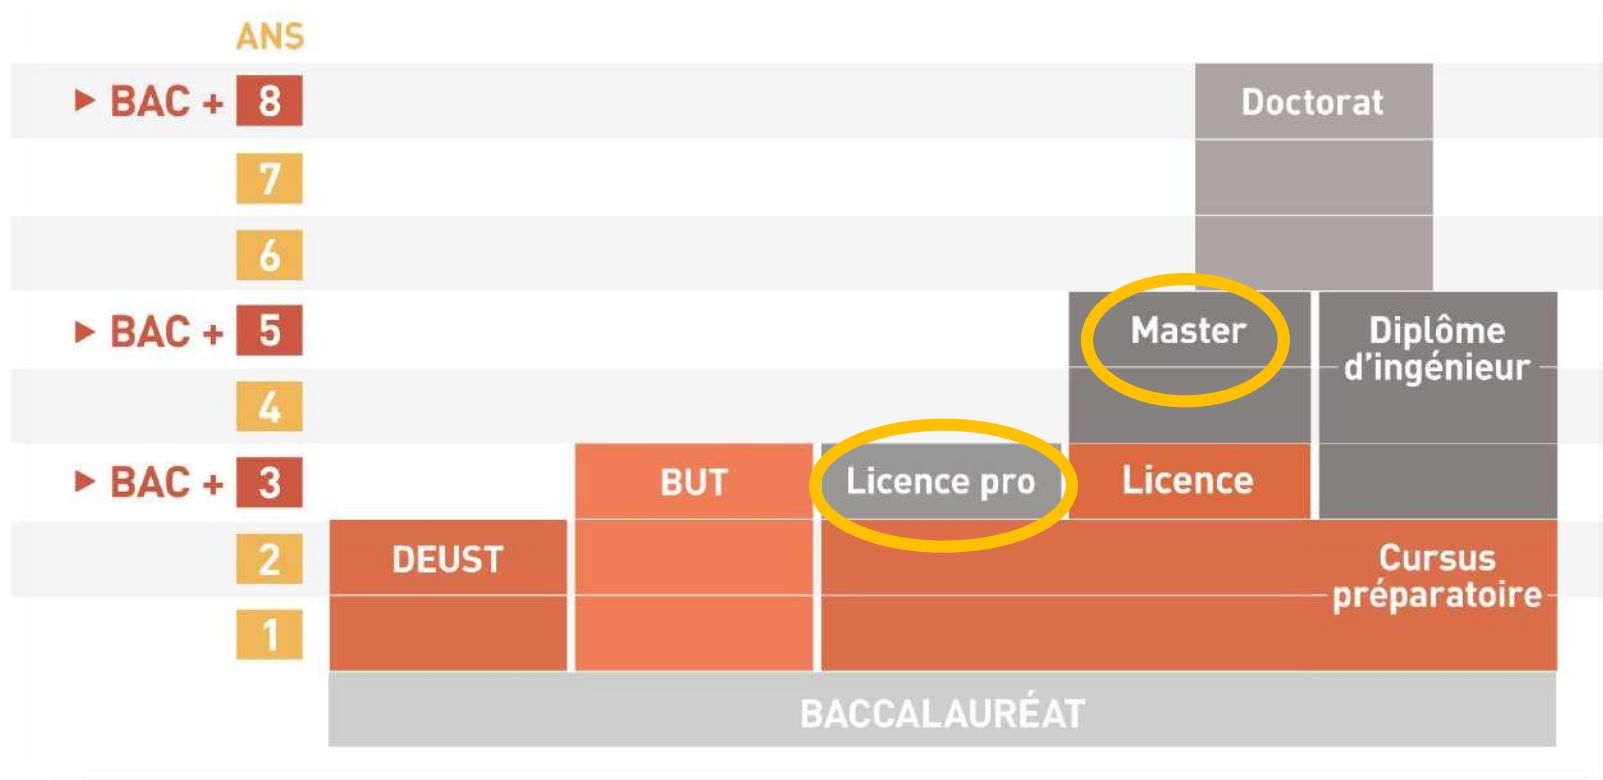 ANS
► BAC + 8
Doctorat
7
6
► BAC + 5
Master
Diplôme
d'ingénieur
4
► BAC + 3
BUT
Licence pro
Licence
2
DEUST
Cursus
préparatoire
1
BACCALAURÉAT